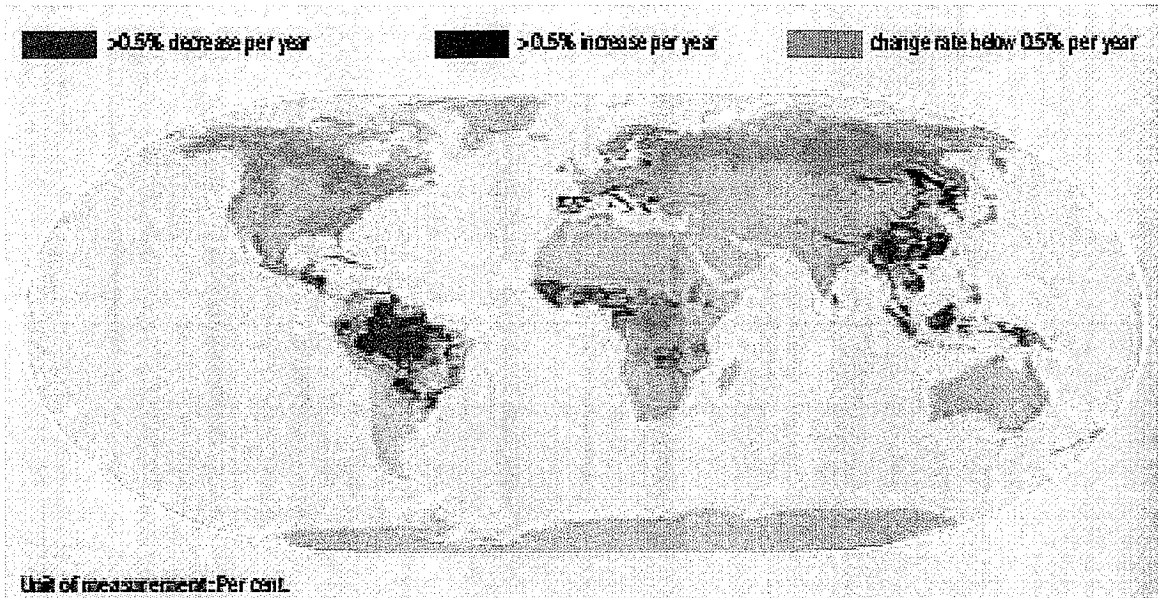 >0.5% decrease per year
>0.5% increase per year
change rate below 0.5% per year
Unit of measurement: Per cent.